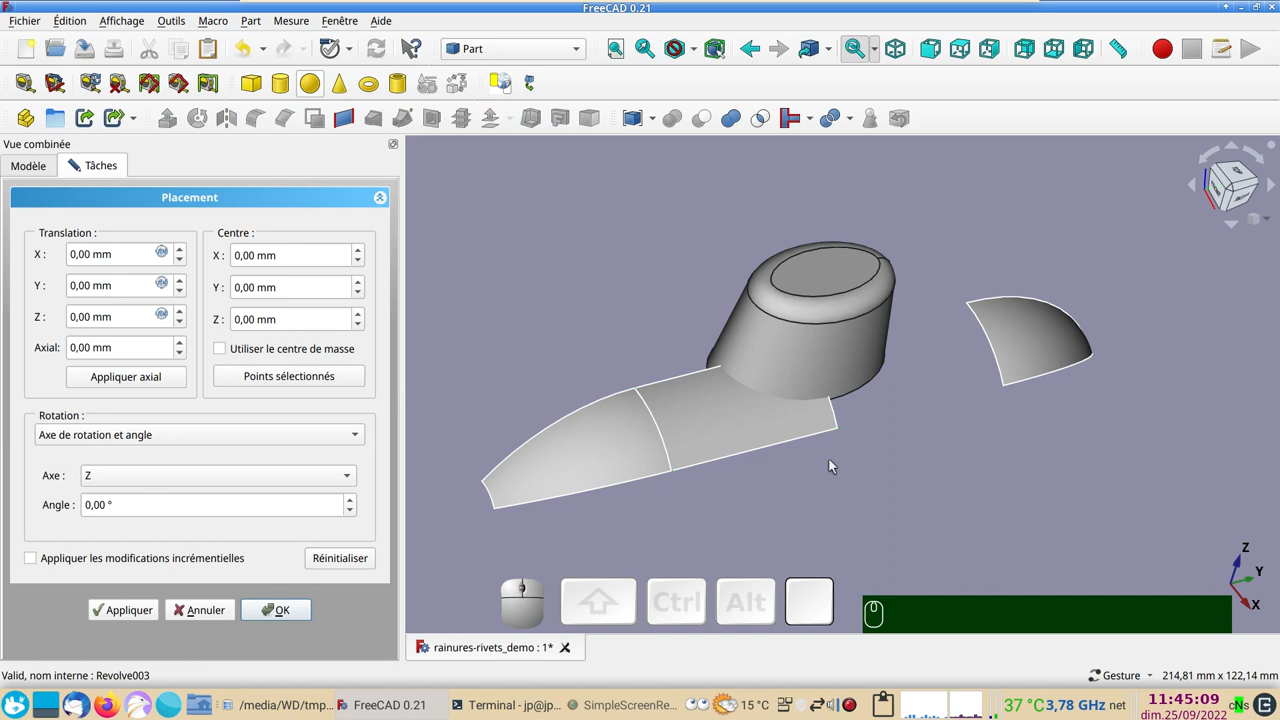 FreeCAD 0.21
Fichier Édition Affichage Outils Macro Part Mesure Fenêtre Aide
Part
Vue combinée
Modèle Tâches
Placement
Translation : Centre :
X : 0,00 mm X : 0,00 mm
Y : 0,00 mm Y : 0,00 mm
Z : 0,00 mm Z : 0,00 mm
Axial: 0,00 mm Utiliser le centre de masse
Appliquer axial Points sélectionnés
Rotation :
Axe de rotation et angle
Axe : Z
Angle : 0,00 °
Appliquer les modifications incrémentielles Réinitialiser
Appliquer Annuler OK
Z
Y
X
Ctrl Alt
rainures-rivets_demo : 1*
Valid, nom interne : Revolve003 Gesture 214,81 mm x 122,14 mm
/media/WD/tmp... FreeCAD 0.21 Terminal - jp@jp... SimpleScreenRe... 15 °C 37 °C 3,78 GHz net 11:45:09 cNs
dim.25/09/2022